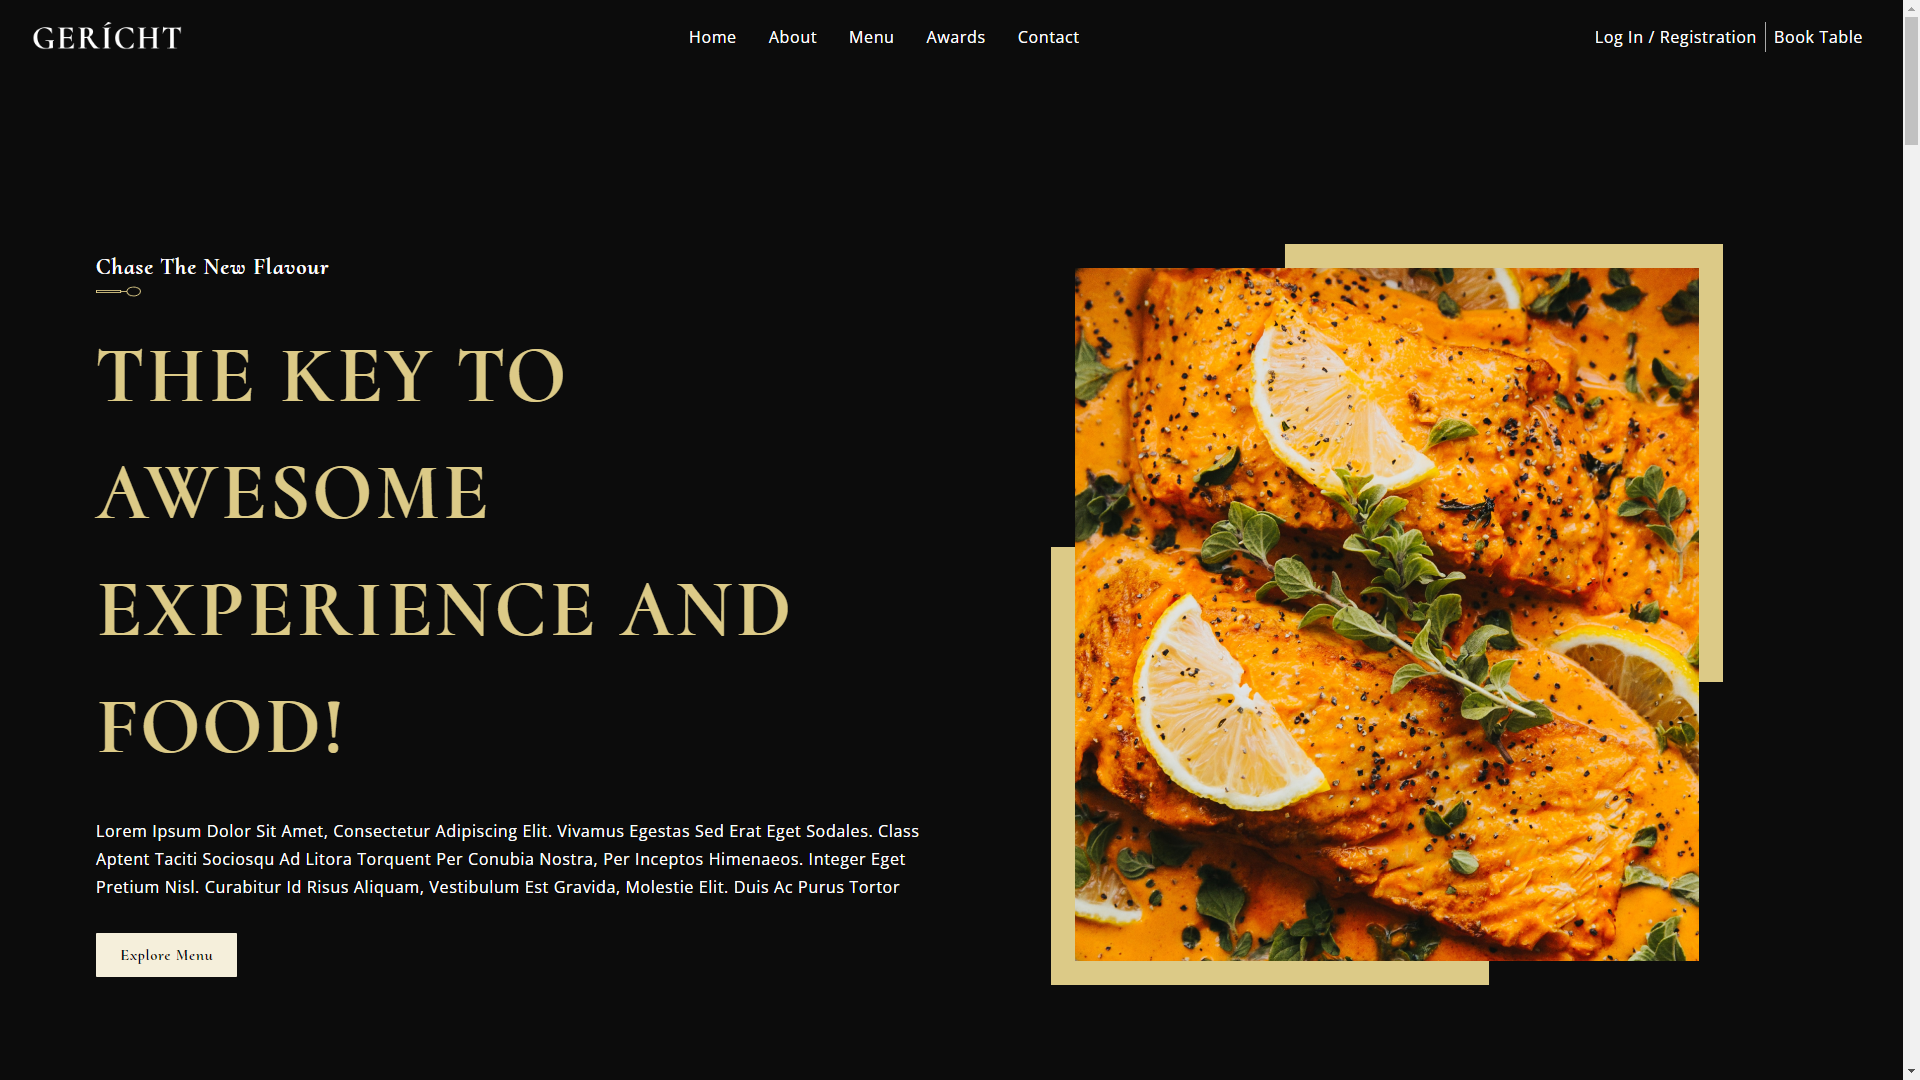 GERÍCHT
Home About Menu Awards Contact
Log In / Registration Book Table
Chase The New Flavour
THE KEY TO
AWESOME
EXPERIENCE AND
FOOD!
Lorem Ipsum Dolor Sit Amet, Consectetur Adipiscing Elit. Vivamus Egestas Sed Erat Eget Sodales. Class
Aptent Taciti Sociosqu Ad Litora Torquent Per Conubia Nostra, Per Inceptos Himenaeos. Integer Eget
Pretium Nisl. Curabitur Id Risus Aliquam, Vestibulum Est Gravida, Molestie Elit. Duis Ac Purus Tortor
Explore Menu